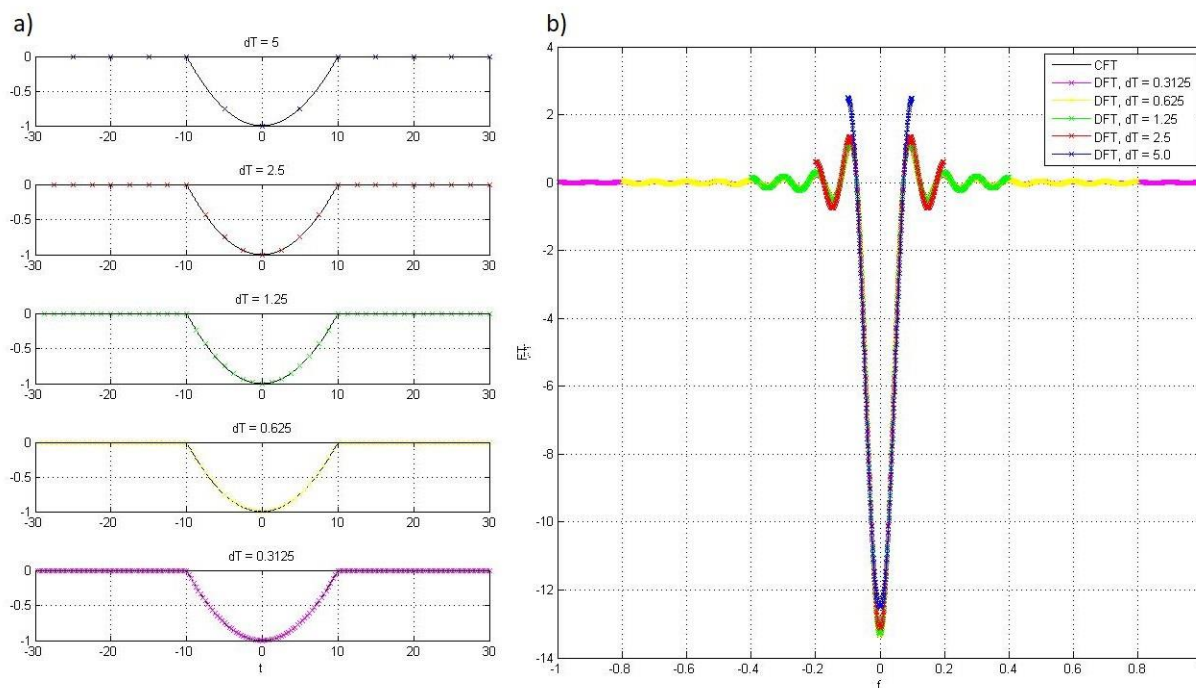 a)
dT = 5
0
-0.5
-1
-30 -20 -10 0 10 20 30
dT = 2.5
0
-0.5
-1
-30 -20 -10 0 10 20 30
dT = 1.25
0
-0.5
-1
-30 -20 -10 0 10 20 30
dT = 0.625
0
-0.5
-1
-30 -20 -10 0 10 20 30
dT = 0.3125
0
-0.5
-1
-30 -20 -10 0 10 20 30
t
b)
4
2
0
-2
-4
-6
-8
-10
-12
-14
-1 -0.8 -0.6 -0.4 -0.2 0 0.2 0.4 0.6 0.8
f
CFT
DFT, dT = 0.3125
DFT, dT = 0.625
DFT, dT = 1.25
DFT, dT = 2.5
DFT, dT = 5.0